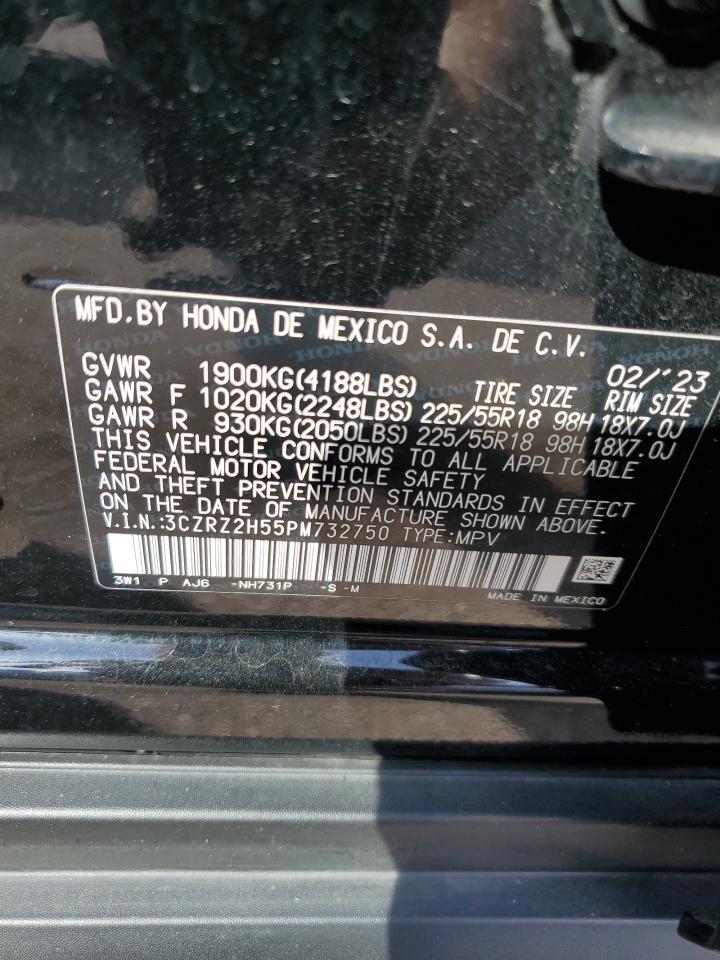 MFD.BY HONDA DE MEXICO S.A. DE C.V.
02/'23
GVWR 1900KG(4188LBS) TIRE SIZE RIM SIZE
GAWR F 1020KG(2248LBS) 225/55R18 98H 18X7.0J
GAWR R 930KG(2050LBS) 225/55R18 98H 18X7.0J
THIS VEHICLE CONFORMS TO ALL APPLICABLE
FEDERAL MOTOR VEHICLE SAFETY
AND THEFT PREVENTION STANDARDS IN EFFECT
ON THE DATE OF MANUFACTURE SHOWN ABOVE.
V.I.N.:3CZRZ2H55PM732750 TYPE:MPV
3W1 P AJ6 -NH731P -S -M
MADE IN MEXICO